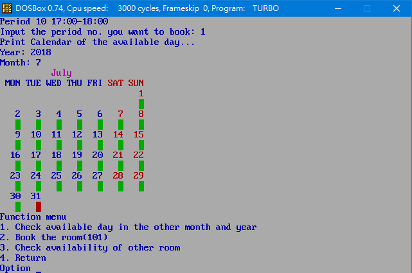 DOSBox 0.74, Cpu speed: 3000 cycles, Frameskip 0, Program: TURBO
Period 10 17:00-18:00
Input the period no. you want to book: 1
Print Calendar of the available day...
Year: 2018
Month: 7
July
MON TUE WED THU FRI SAT SUN
1
2 3 4 5 6 7 8
9 10 11 12 13 14 15
16 17 18 19 20 21 22
23 24 25 26 27 28 29
30 31
Function menu
1. Check available day in the other month and year
2. Book the room(101)
3. Check availability of other room
4. Return
Option _